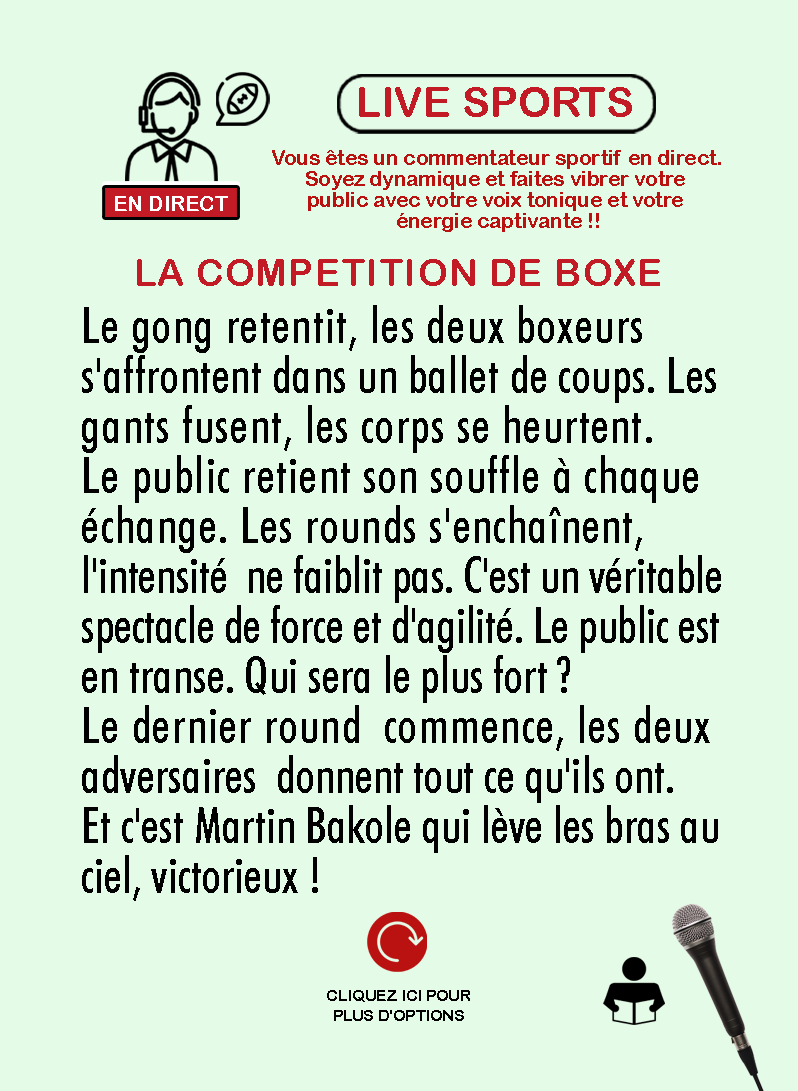 LIVE SPORTS
Vous êtes un commentateur sportif en direct.
Soyez dynamique et faites vibrer votre
public avec votre voix tonique et votre
énergie captivante !!
EN DIRECT
LA COMPETITION DE BOXE
Le gong retentit, les deux boxeurs
s'affrontent dans un ballet de coups. Les
gants fusent, les corps se heurtent.
Le public retient son souffle à chaque
échange. Les rounds s'enchaînent,
l'intensité ne faiblit pas. C'est un véritable
spectacle de force et d'agilité. Le public est
en transe. Qui sera le plus fort ?
Le dernier round commence, les deux
adversaires donnent tout ce qu'ils ont.
Et c'est Martin Bakole qui lève les bras au
ciel, victorieux !
CLIQUEZ ICI POUR
PLUS D'OPTIONS